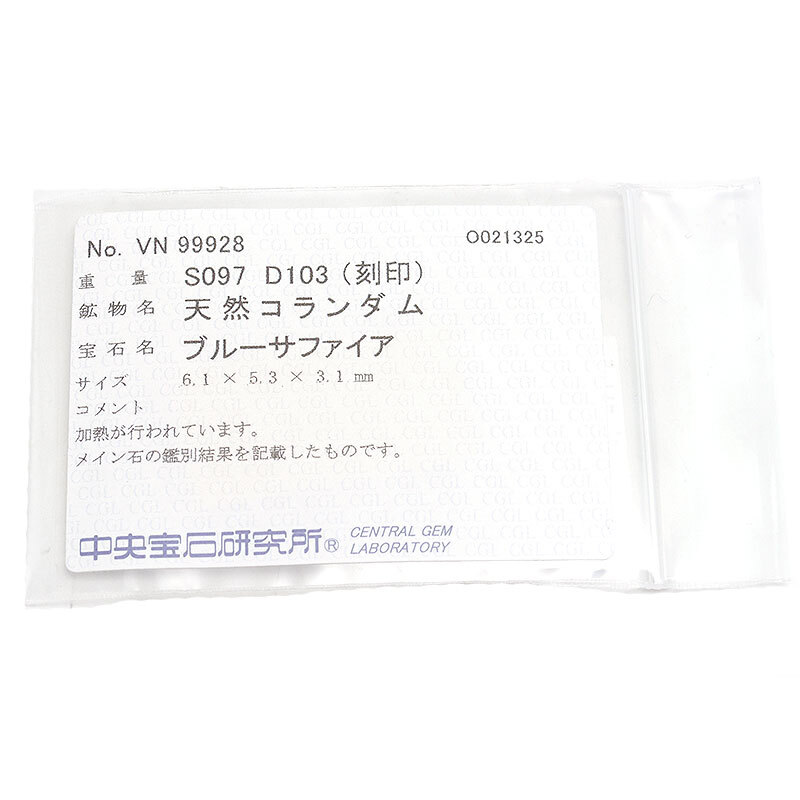 No. VN 99928 O021325
重量 S097 D103 (刻印)
鉱物名 天然コランダム
宝石名 ブルーサファイア
サイズ 6.1 × 5.3 × 3.1 mm
コメント
加熱が行われています。
メイン石の鑑別結果を記載したものです。
中央宝石研究所® CENTRAL GEM
LABORATORY